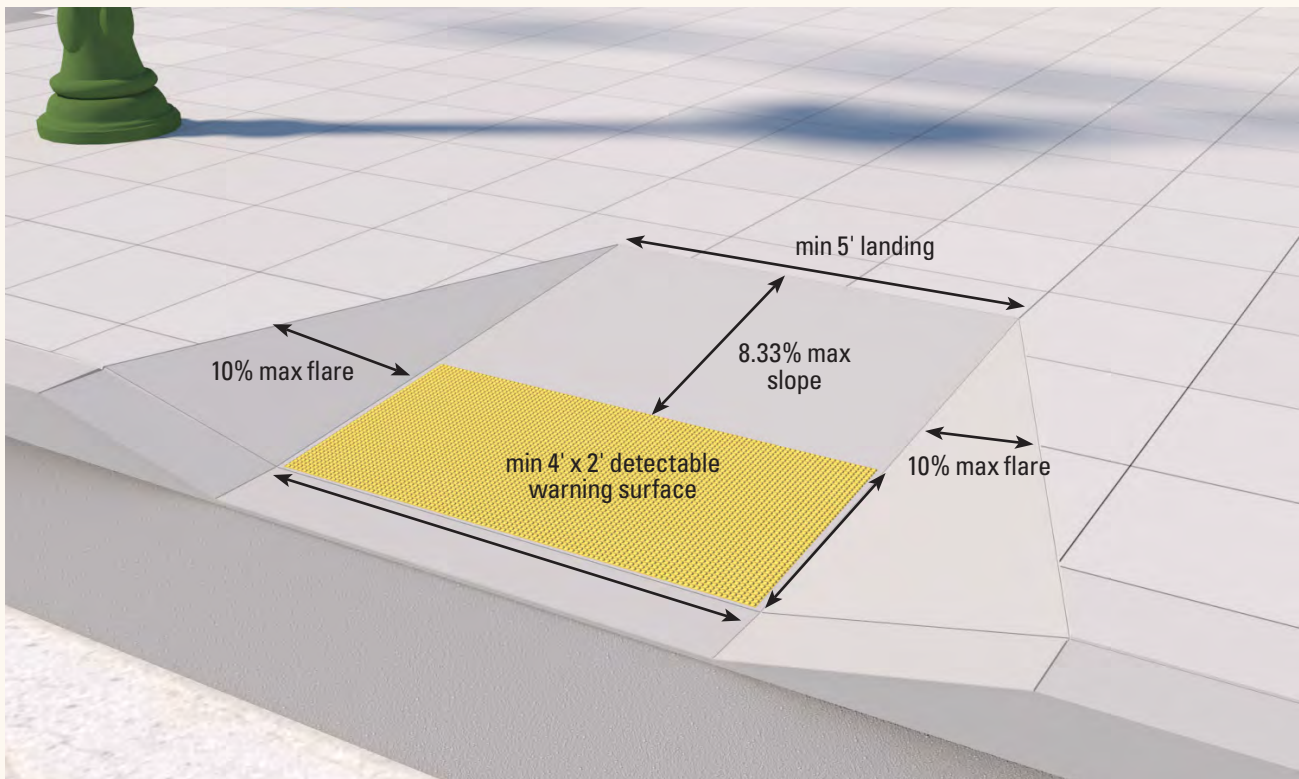 min 5' landing
8.33% max
slope
10% max flare
10% max flare
min 4' x 2' detectable
warning surface